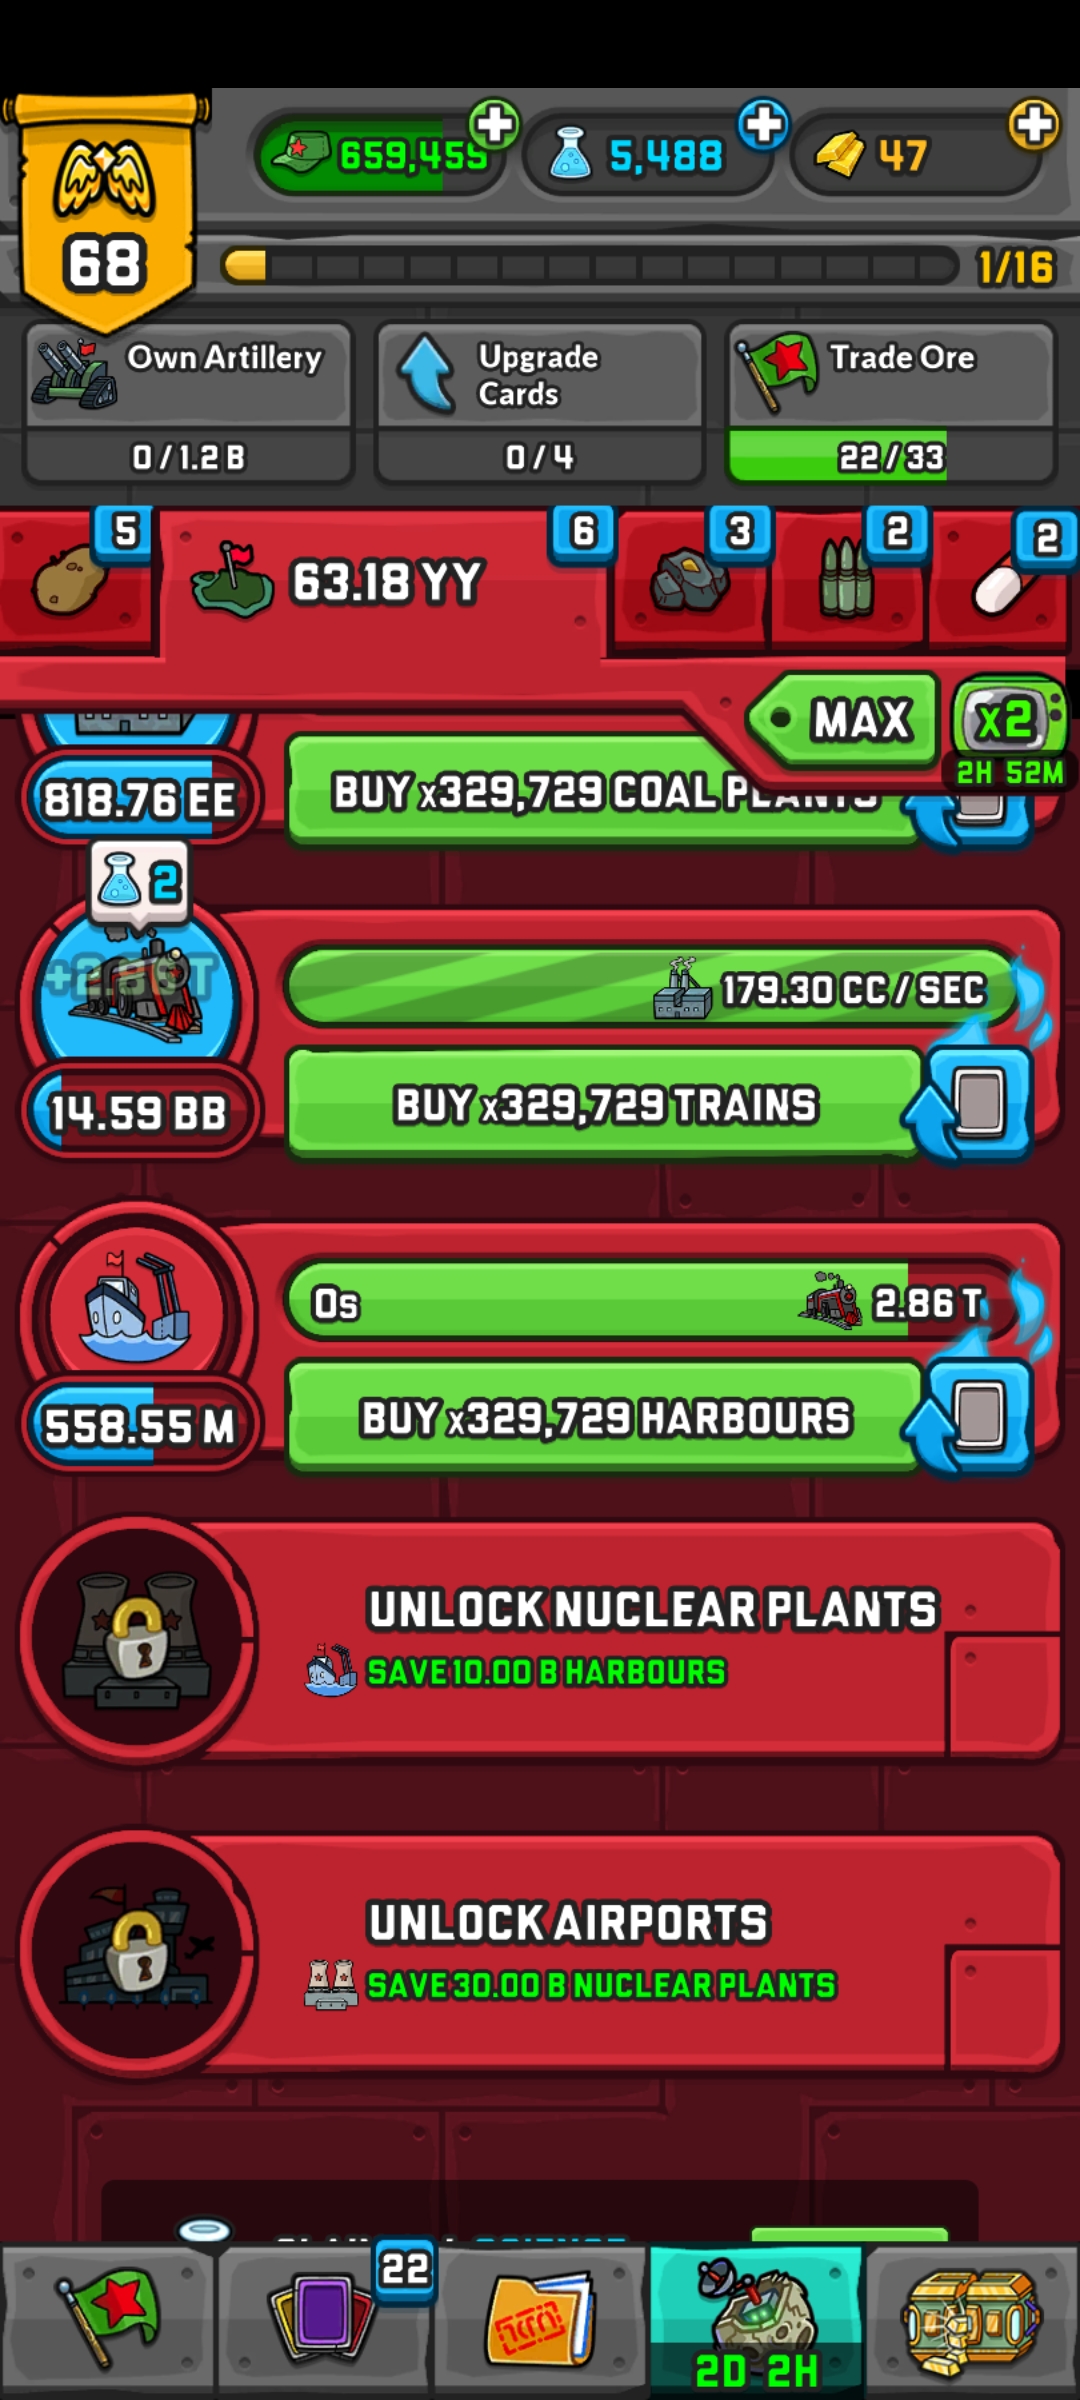 659,455
5,488
47
68
1/16
Own Artillery
0 / 1.2 B
Upgrade
Cards
0 / 4
Trade Ore
22 / 33
5
63.18 YY
6
3
2
2
MAX
x2
2H 52M
818.76 EE
BUY x329,729 COAL PLANTS
2
179.30 CC / SEC
14.59 BB
BUY x329,729 TRAINS
0s
2.86 T
558.55 M
BUY x329,729 HARBOURS
UNLOCK NUCLEAR PLANTS
SAVE 10.00 B HARBOURS
UNLOCK AIRPORTS
SAVE 30.00 B NUCLEAR PLANTS
22
2D 2H